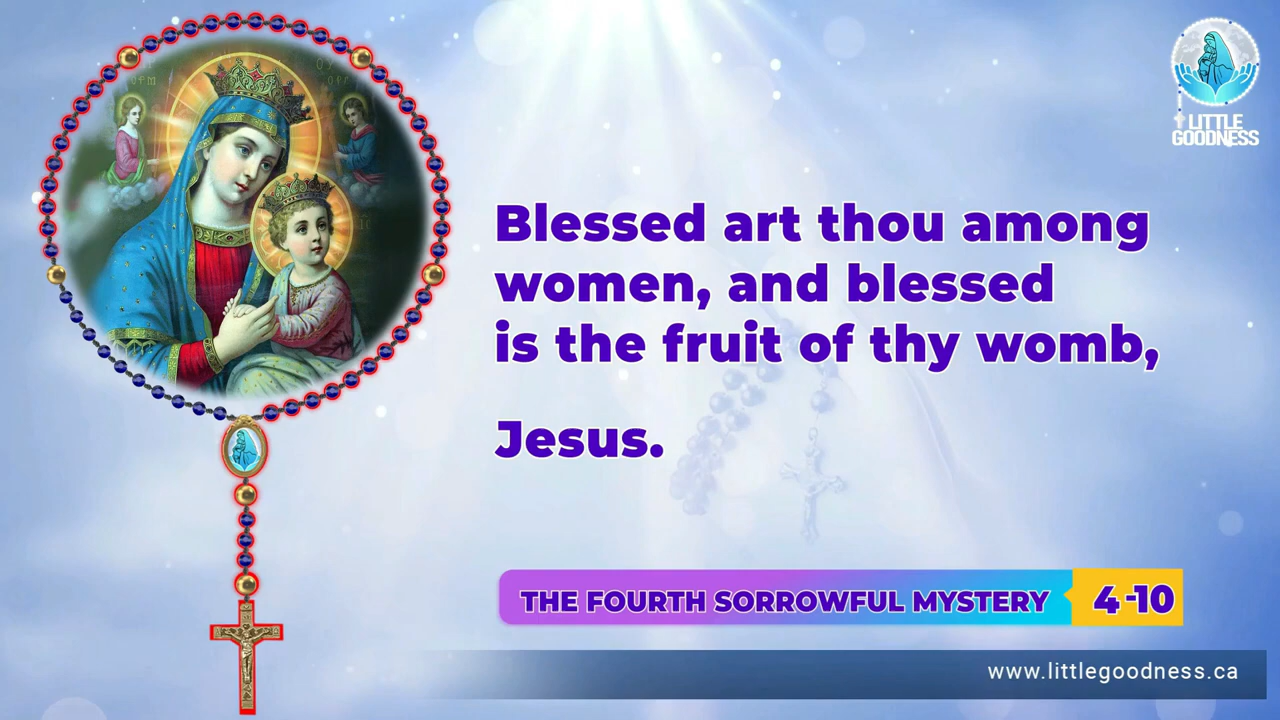 Blessed art thou among
women, and blessed
is the fruit of thy womb,
Jesus.
THE FOURTH SORROWFUL MYSTERY
4-10
LITTLE
GOODNESS
www.littlegoodness.ca